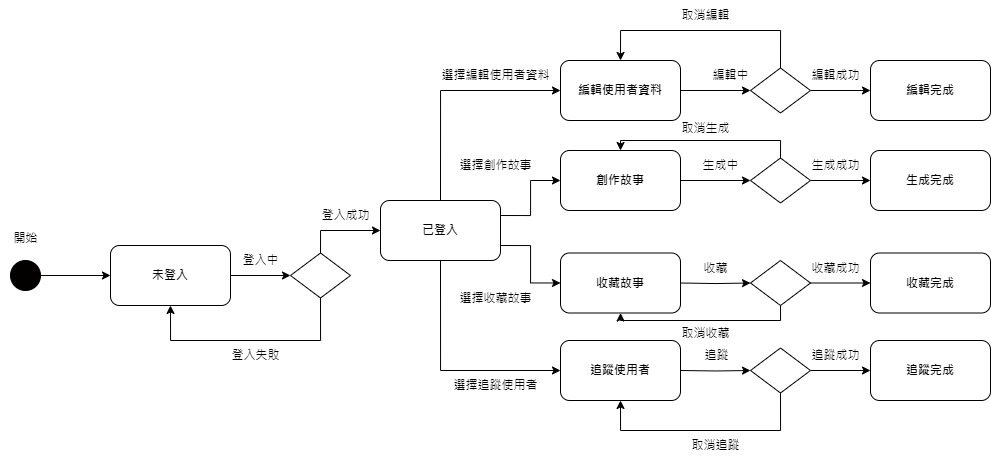 取消編輯
選擇編輯使用者資料
編輯使用者資料
編輯中
編輯成功
編輯完成
取消生成
選擇創作故事
創作故事
生成中
生成成功
生成完成
開始
未登入
登入中
登入成功
登入失敗
已登入
選擇收藏故事
收藏故事
收藏
收藏成功
收藏完成
取消收藏
選擇追蹤使用者
追蹤使用者
追蹤
追蹤成功
追蹤完成
取消追蹤